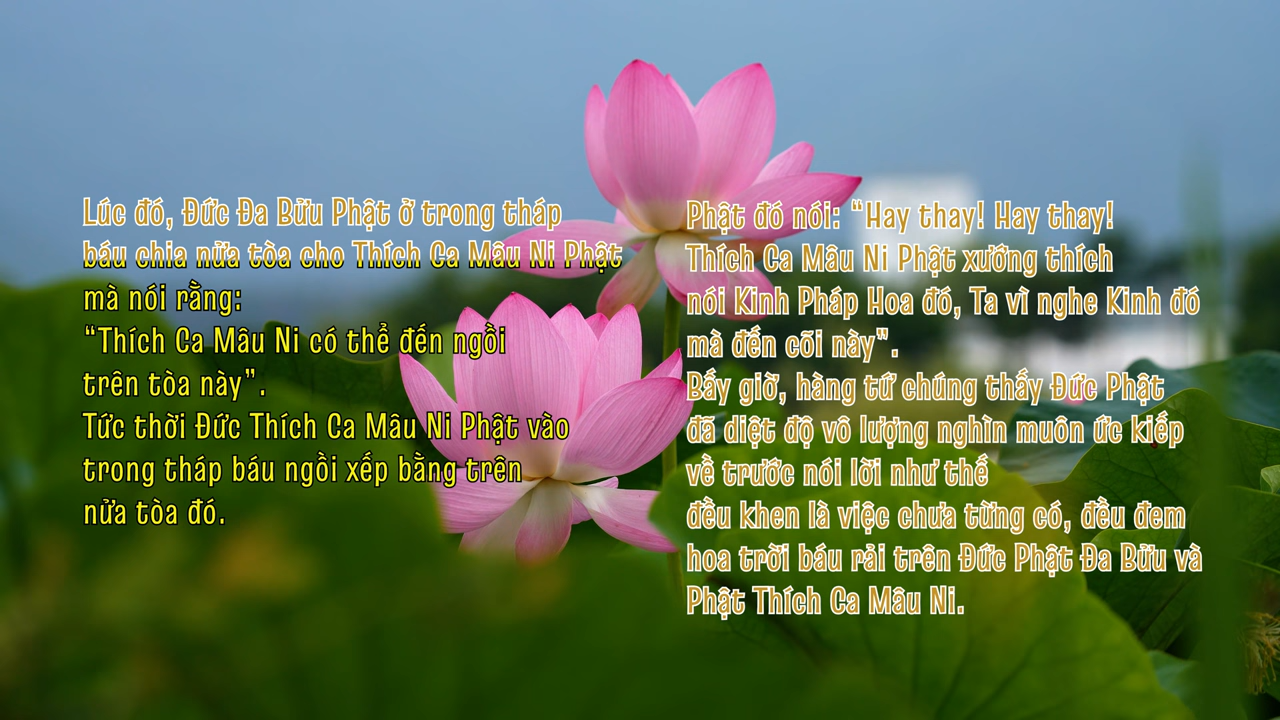 Lúc đó, Đức Đa Bửu Phật ở trong tháp
báu chia nửa tòa cho Thích Ca Mâu Ni Phật
mà nói rằng:
“Thích Ca Mâu Ni có thể đến ngồi
trên tòa này”.
Tức thời Đức Thích Ca Mâu Ni Phật vào
trong tháp báu ngồi xếp bằng trên
nửa tòa đó.
Phật đó nói: “Hay thay! Hay thay!
Thích Ca Mâu Ni Phật xướng thích
nói Kinh Pháp Hoa đó, Ta vì nghe Kinh đó
mà đến cõi này”.
Bấy giờ, hàng tứ chúng thấy Đức Phật
đã diệt độ vô lượng nghìn muôn ức kiếp
về trước nói lời như thế
đều khen là việc chưa từng có, đều đem
hoa trời báu rải trên Đức Phật Đa Bửu và
Phật Thích Ca Mâu Ni.